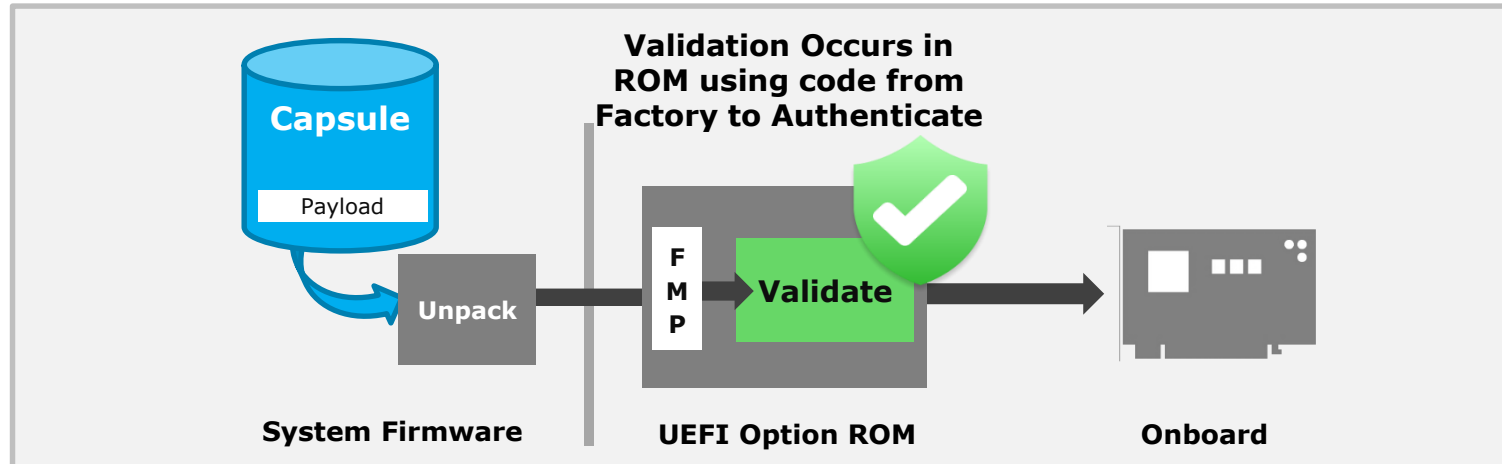 Validation Occurs in
ROM using code from
Factory to Authenticate
Capsule
Payload
Unpack
F
M
P
Validate
System Firmware
UEFI Option ROM
Onboard